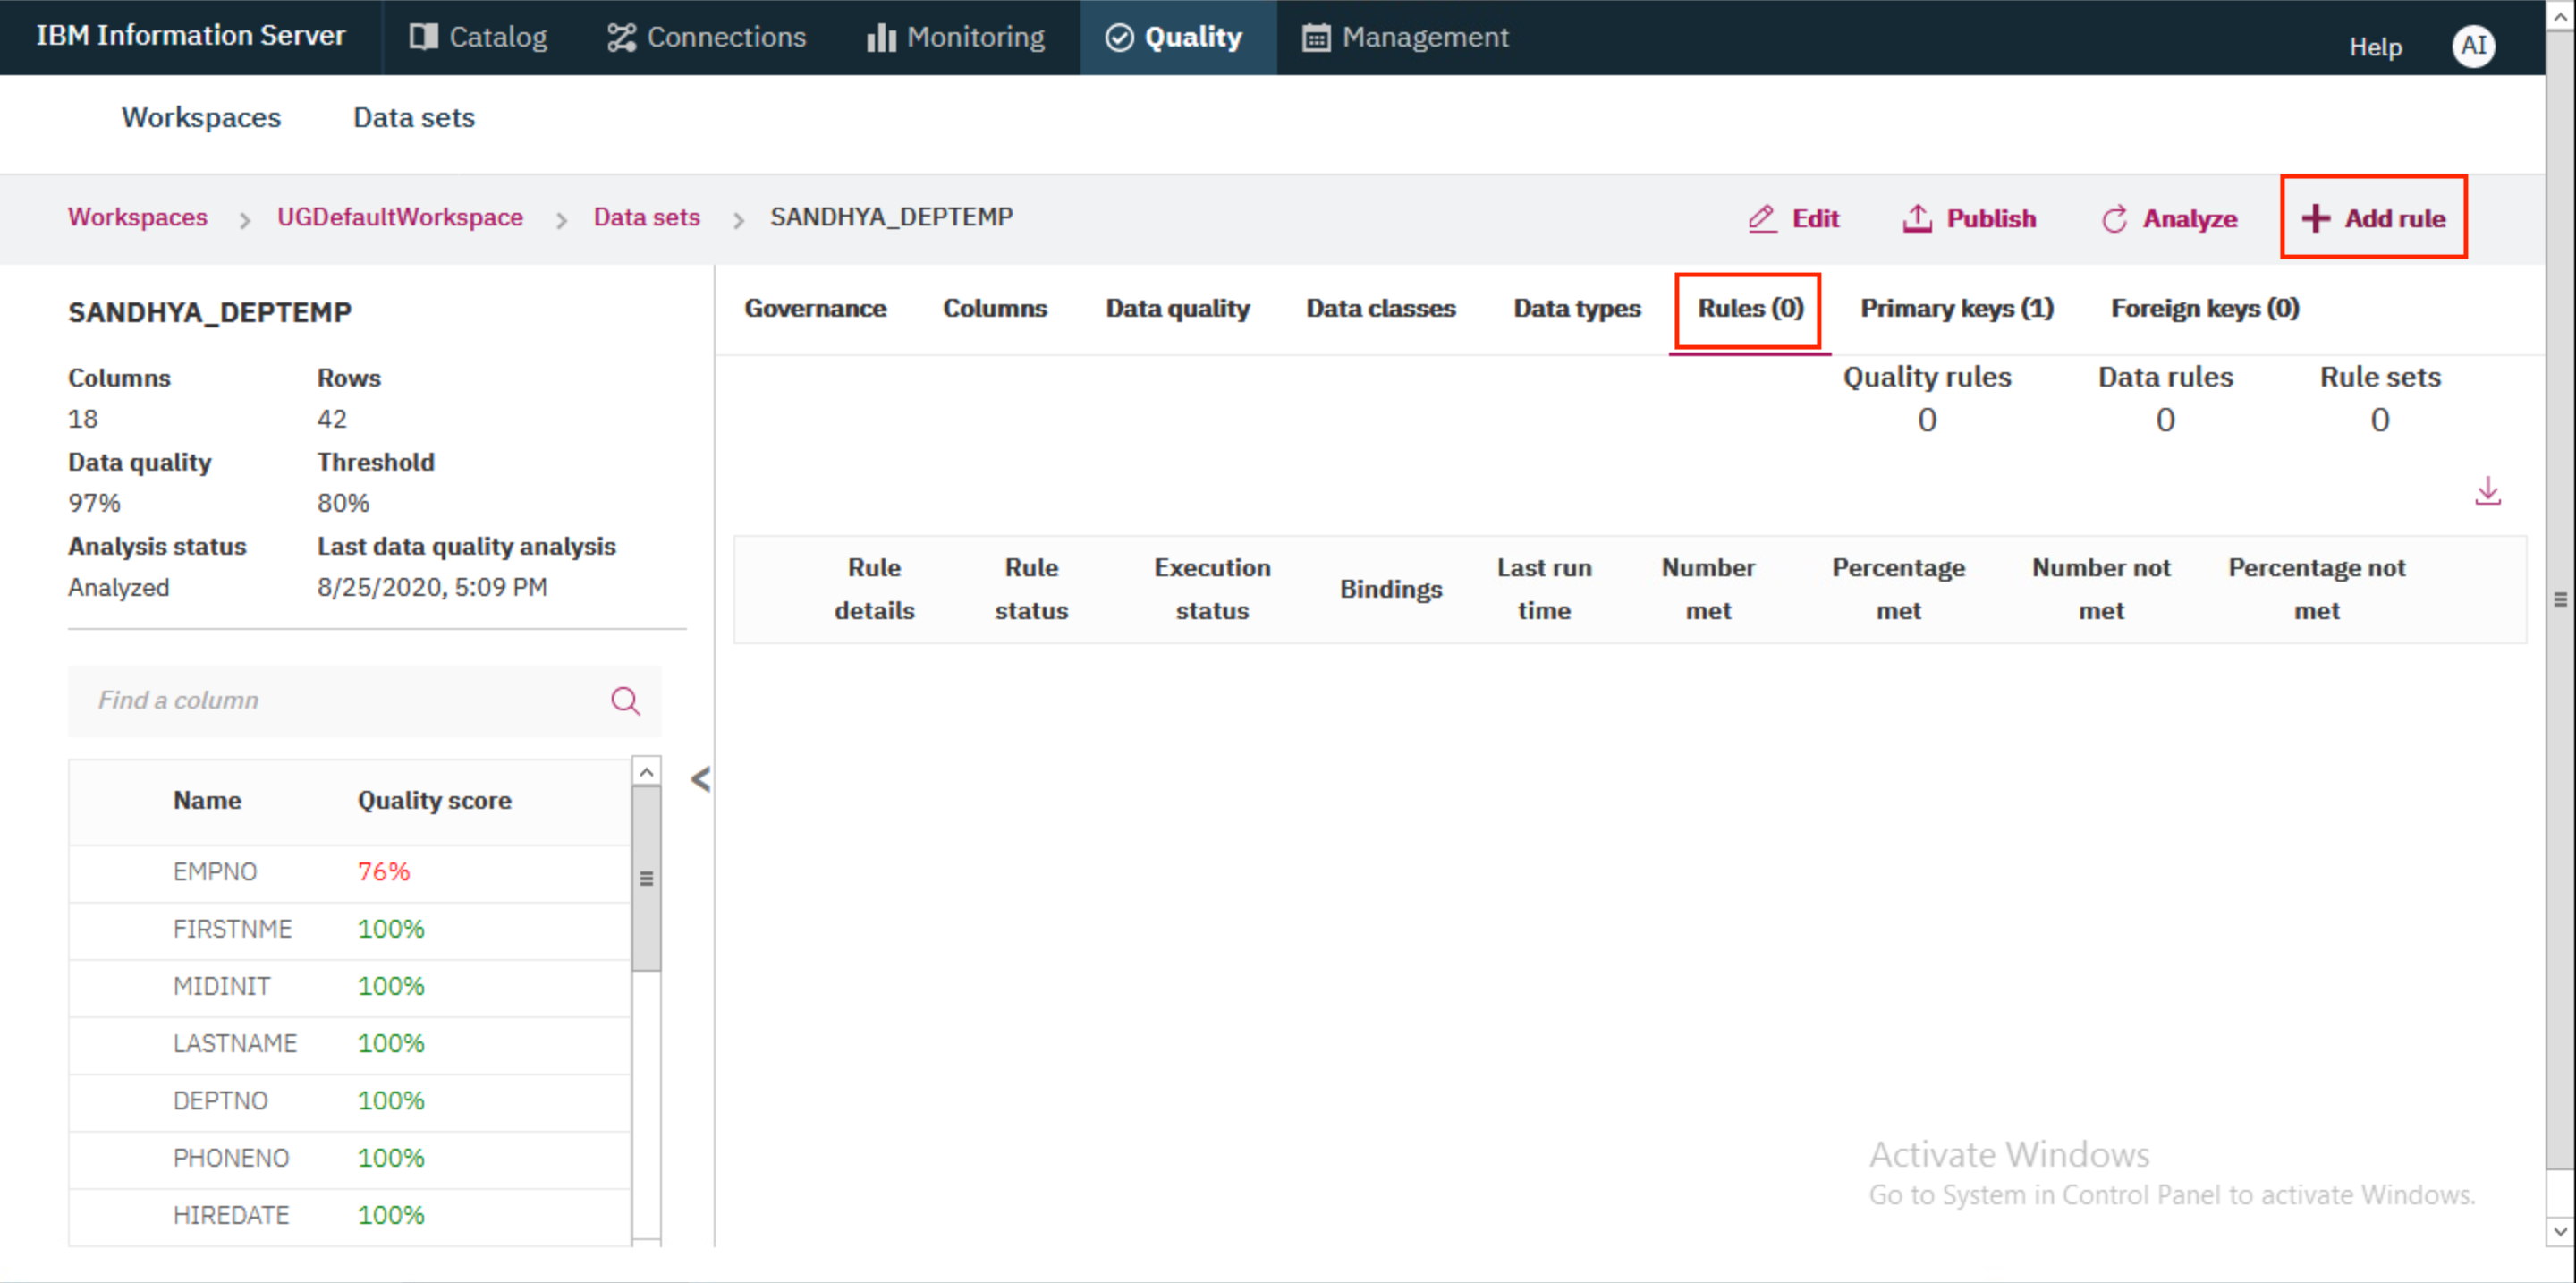 IBM Information Server Catalog Connections Monitoring Quality Management Help AI
Workspaces Data sets
Workspaces > UGDefaultWorkspace > Data sets > SANDHYA_DEPTEMP Edit Publish Analyze + Add rule
SANDHYA_DEPTEMP
Columns Rows
18 42
Data quality Threshold
97% 80%
Analysis status Last data quality analysis
Analyzed 8/25/2020, 5:09 PM
Find a column
Name Quality score
EMPNO 76%
FIRSTNME 100%
MIDINIT 100%
LASTNAME 100%
DEPTNO 100%
PHONENO 100%
HIREDATE 100%
Governance Columns Data quality Data classes Data types Rules (0) Primary keys (1) Foreign keys (0)
Quality rules Data rules Rule sets
0 0 0
Rule details Rule status Execution status Bindings Last run time Number met Percentage met Number not met Percentage not met
Activate Windows
Go to System in Control Panel to activate Windows.